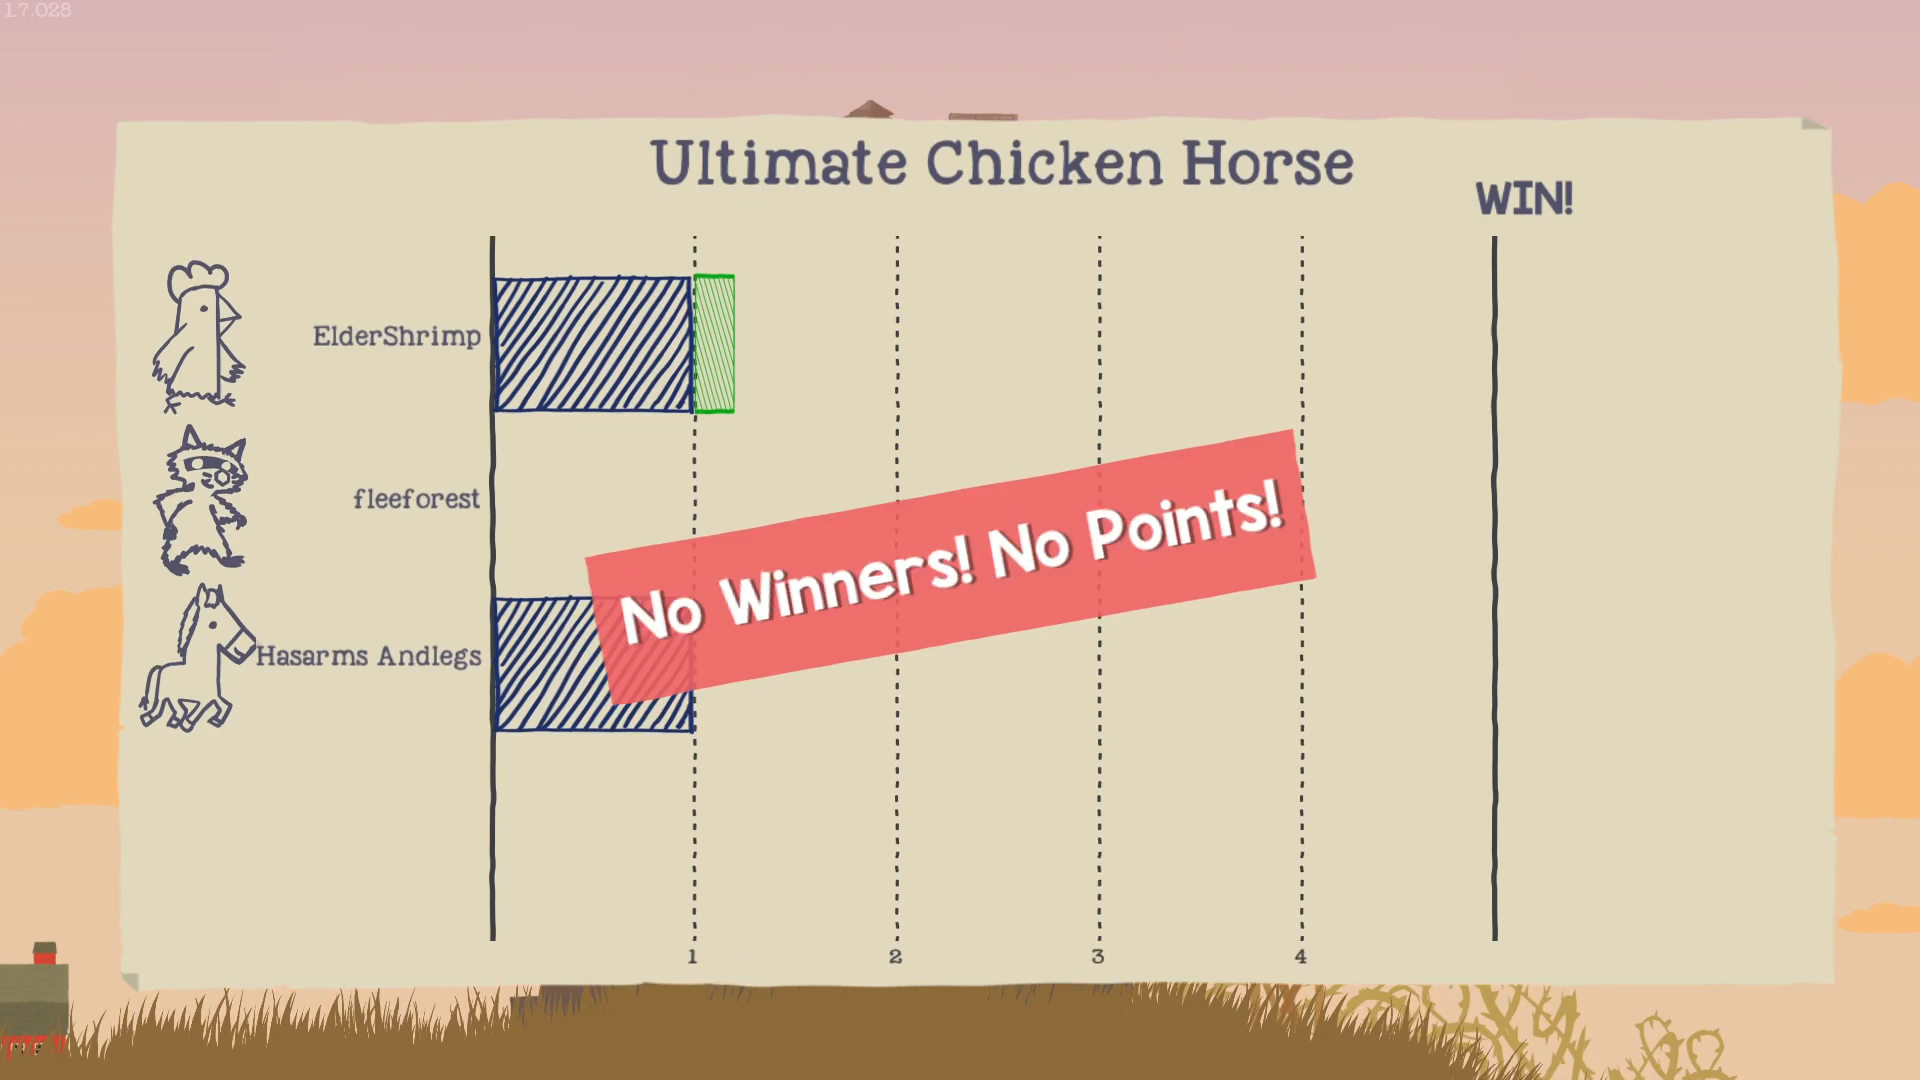 1.7.028
Ultimate Chicken Horse
WIN!
ElderShrimp
fleeforest
No Winners! No Points!
Hasarms Andlegs
1 2 3 4